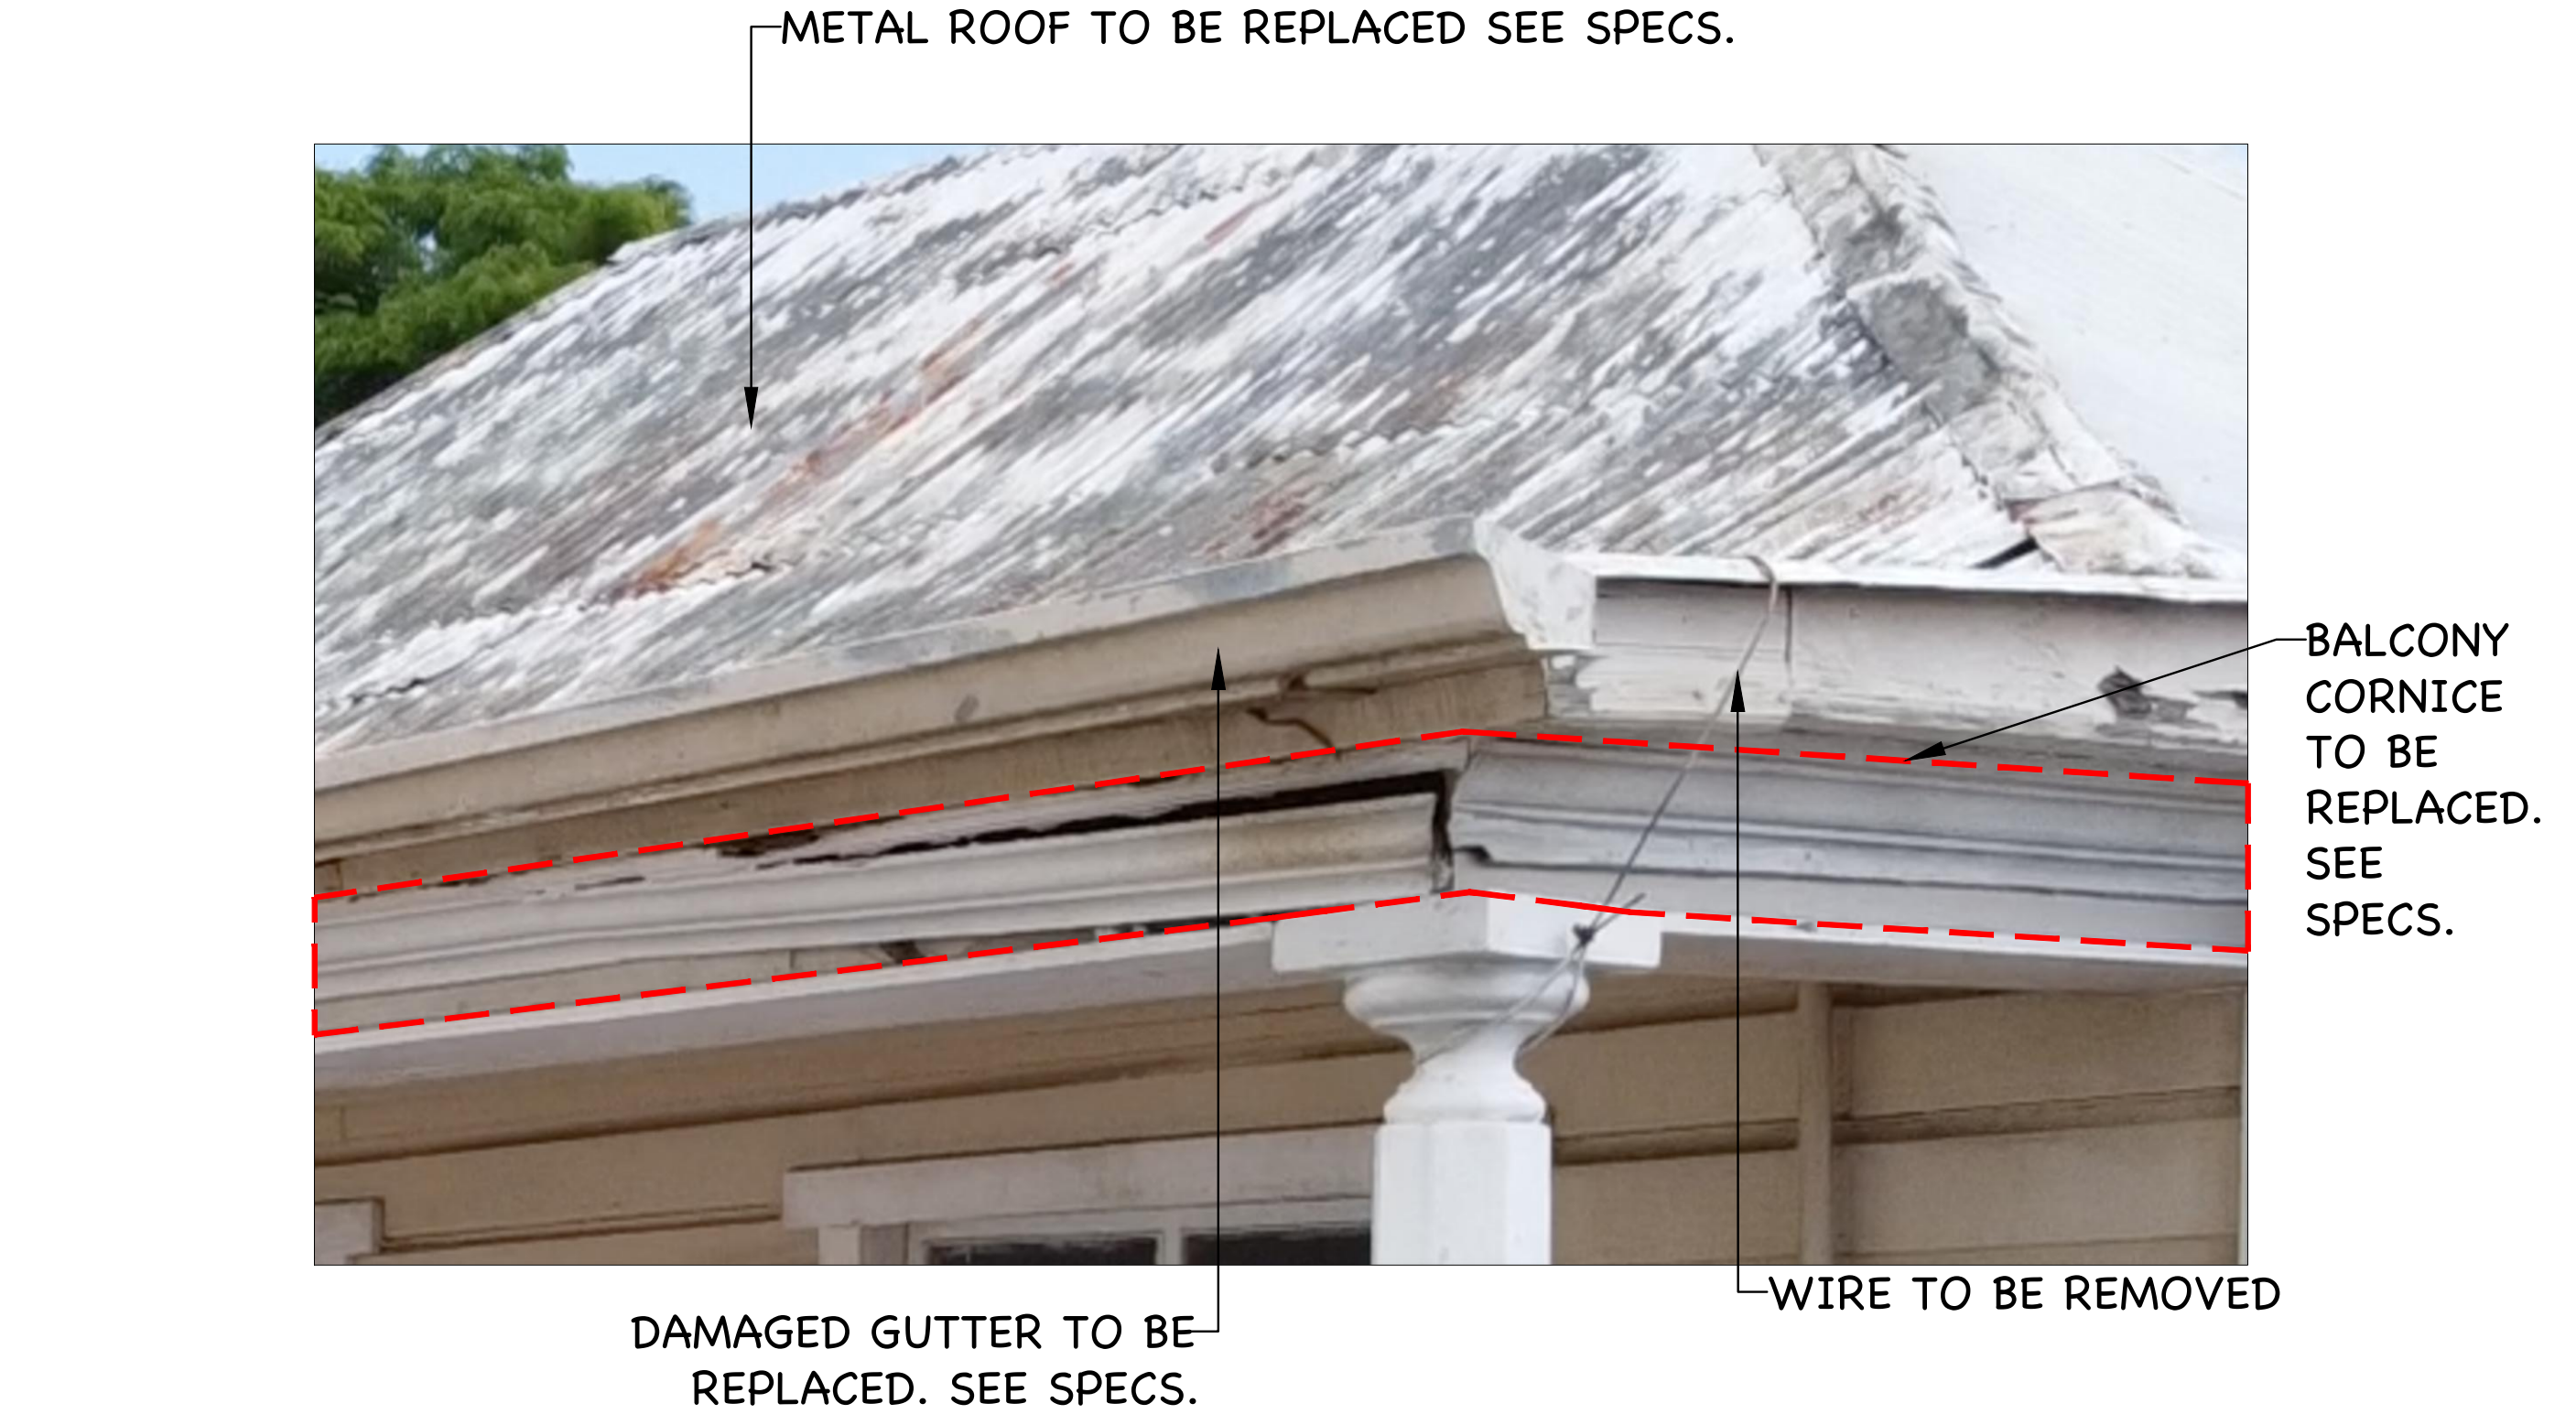 METAL ROOF TO BE REPLACED SEE SPECS.
BALCONY
CORNICE
TO BE
REPLACED.
SEE
SPECS.
WIRE TO BE REMOVED
DAMAGED GUTTER TO BE
REPLACED. SEE SPECS.